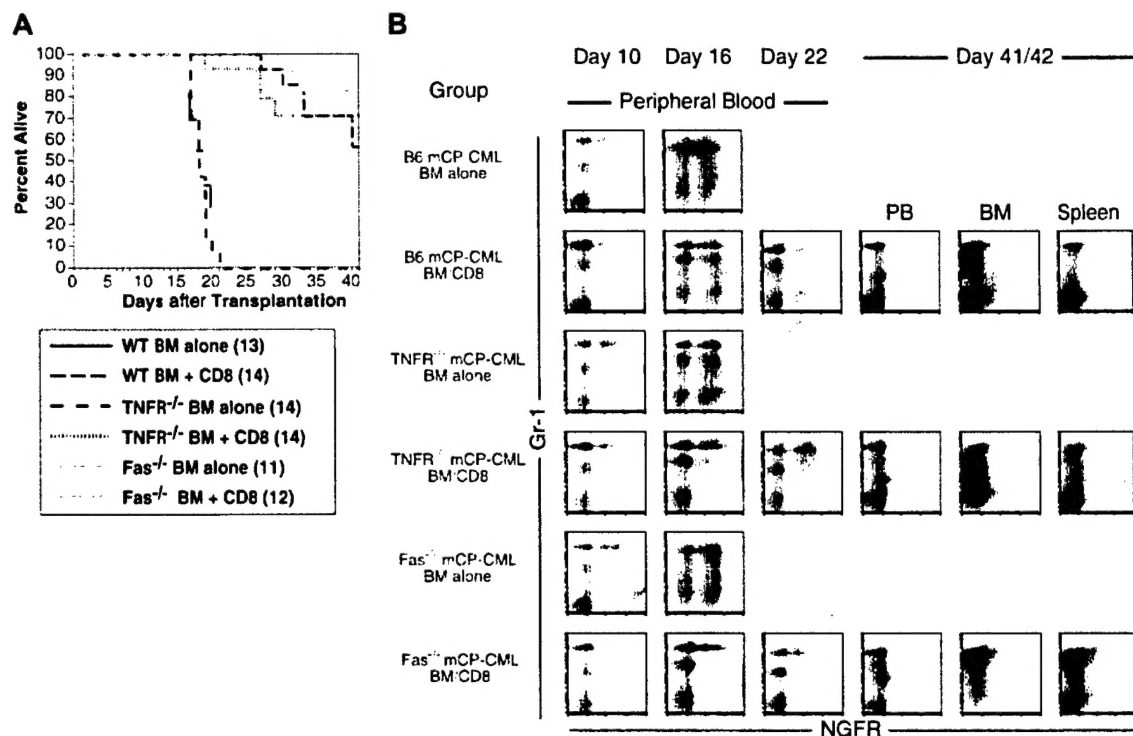 A
Percent Alive
100
90
80
70
60
50
40
30
20
10
0
0 5 10 15 20 25 30 35 40
Days after Transplantation
WT BM alone (13)
WT BM + CD8 (14)
TNFR-/- BM alone (14)
TNFR-/- BM + CD8 (14)
Fas-/- BM alone (11)
Fas-/- BM + CD8 (12)
B
Day 10 Day 16 Day 22 Day 41/42
Group
Peripheral Blood
B6 mCP-CML
BM alone
PB BM Spleen
B6 mCP-CML
BM CD8
TNFR-/- mCP-CML
BM alone
Gr-1
TNFR-/- mCP-CML
BM CD8
Fas-/- mCP-CML
BM alone
Fas-/- mCP-CML
BM CD8
NGFR